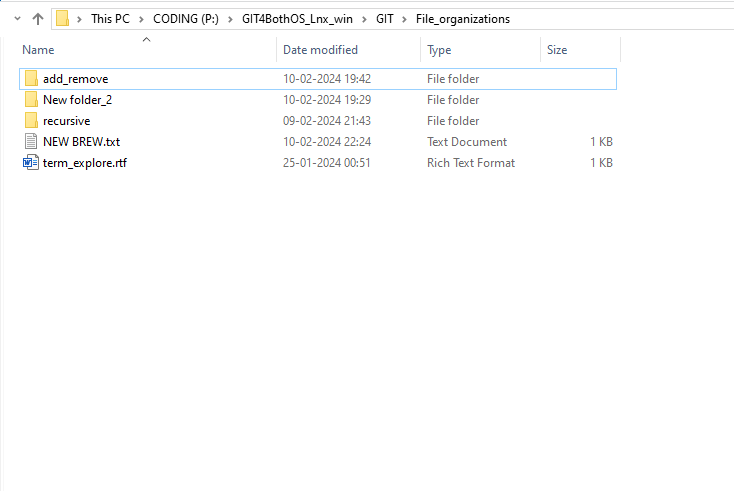 This PC > CODING (P:) > GIT4BothOS_Lnx_win > GIT > File_organizations
Name Date modified Type Size
add_remove 10-02-2024 19:42 File folder
New folder_2 10-02-2024 19:29 File folder
recursive 09-02-2024 21:43 File folder
NEW BREW.txt 10-02-2024 22:24 Text Document 1 KB
term_explore.rtf 25-01-2024 00:51 Rich Text Format 1 KB